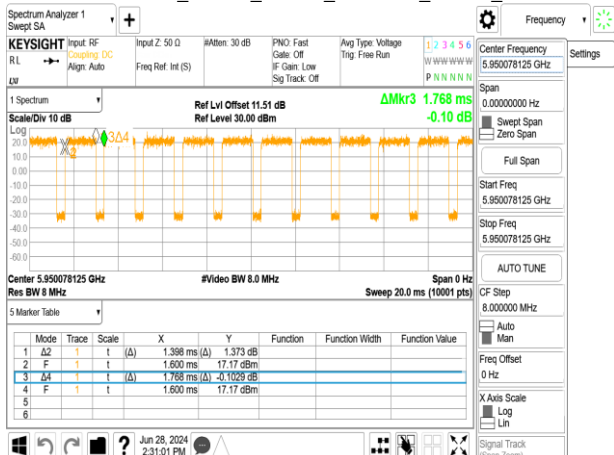 Spectrum Analyzer 1
Swept SA
+
Frequency
Settings
KEYSIGHT
RL
Input: RF
Coupling: DC
Align: Auto
Input Z: 50 Ω
Freq Ref: Int (S)
#Atten: 30 dB
PNO: Fast
Gate: Off
IF Gain: Low
Sig Track: Off
Avg Type: Voltage
Trig: Free Run
1 2 3 4 5 6
W W W W W W
P N N N N N
1 Spectrum
Scale/Div 10 dB
Ref Lvl Offset 11.51 dB
Ref Level 30.00 dBm
ΔMkr3 1.768 ms
-0.10 dB
Log
20.0
10.0
0.00
-10.0
-20.0
-30.0
-40.0
-50.0
-60.0
3Δ4
2
Center 5.950078125 GHz
#Video BW 8.0 MHz
Span 0 Hz
Res BW 8 MHz
Sweep 20.0 ms (10001 pts)
5 Marker Table
Mode Trace Scale X Y Function Function Width Function Value
1 Δ2 1 t (Δ) 1.398 ms (Δ) 1.373 dB
2 F 1 t 1.600 ms 17.17 dBm
3 Δ4 1 t (Δ) 1.768 ms (Δ) -0.1029 dB
4 F 1 t 1.600 ms 17.17 dBm
5
6
?
Jun 28, 2024
2:31:01 PM
Center Frequency
5.950078125 GHz
Span
0.00000000 Hz
Swept Span
Zero Span
Full Span
Start Freq
5.950078125 GHz
Stop Freq
5.950078125 GHz
AUTO TUNE
CF Step
8.000000 MHz
Auto
Man
Freq Offset
0 Hz
X Axis Scale
Log
Lin
Signal Track
(Span Zoom)